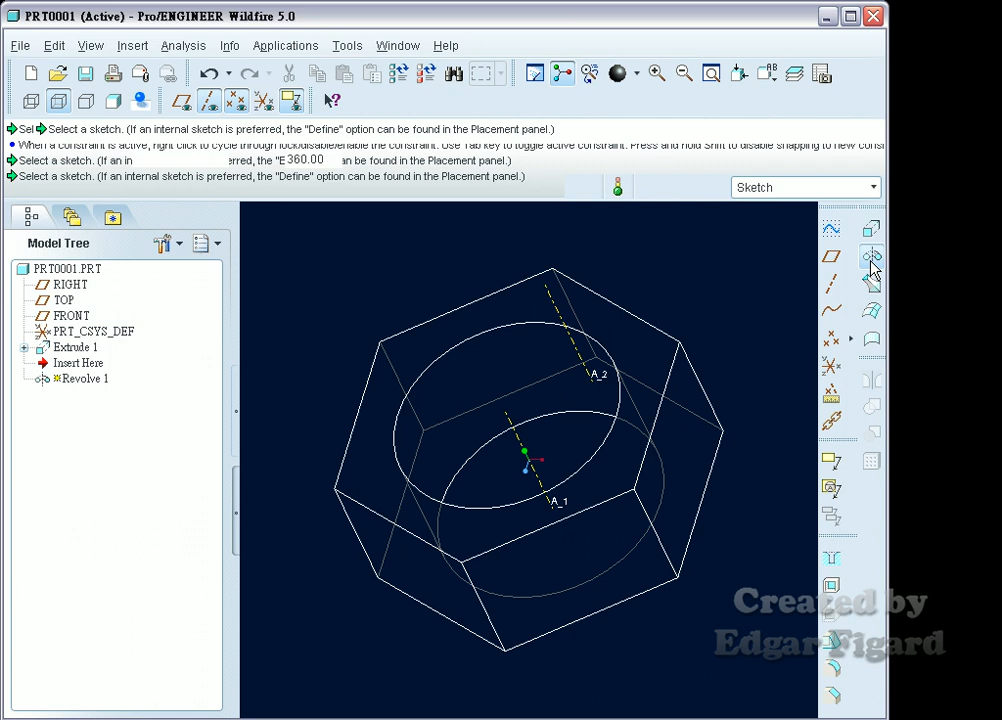 PRT0001 (Active) - Pro/ENGINEER Wildfire 5.0
File Edit View Insert Analysis Info Applications Tools Window Help
Sel Select a sketch. (If an internal sketch is preferred, the "Define" option can be found in the Placement panel.)
When a constraint is active, right click to cycle through lock/disable/enable the constraint. Use Tab key to toggle active constraint. Press and hold Shift to disable snapping to new cons
Select a sketch. (If an in erred, the "E 360.00 an be found in the Placement panel.)
Select a sketch. (If an internal sketch is preferred, the "Define" option can be found in the Placement panel.)
Sketch
Model Tree
PRT0001.PRT
RIGHT
TOP
FRONT
PRT_CSYS_DEF
Extrude 1
Insert Here
Revolve 1
A_2
A_1
Created by
Edgar Figard